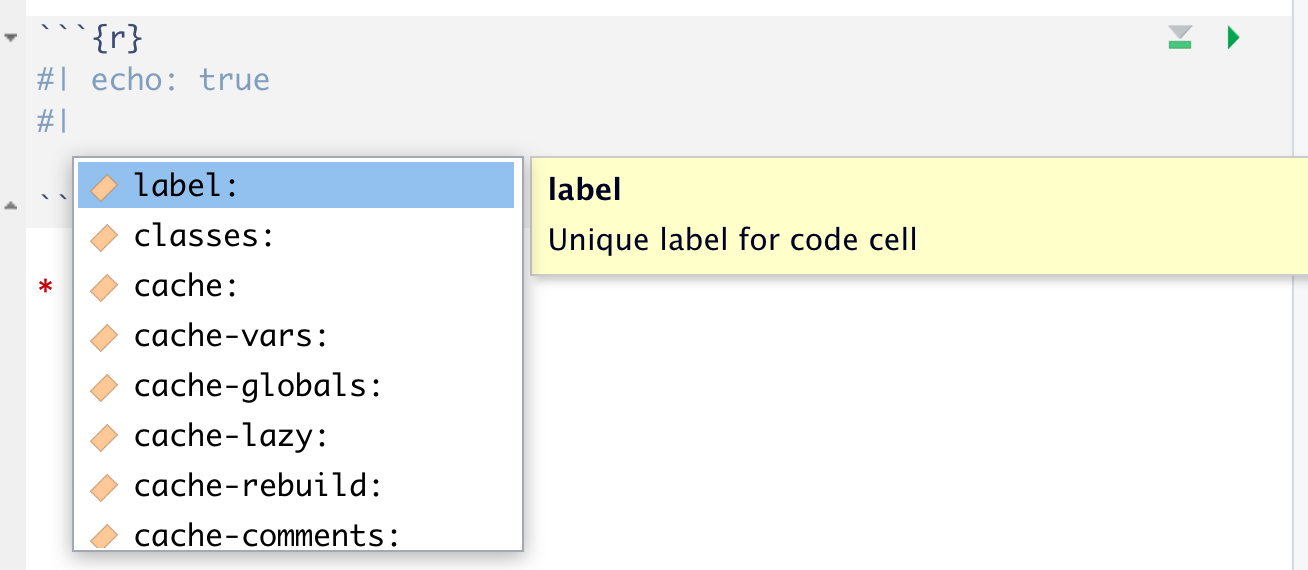 ```{r}
#| echo: true
#|
label:
classes:
cache:
cache-vars:
cache-globals:
cache-lazy:
cache-rebuild:
cache-comments:
label
Unique label for code cell
``
*